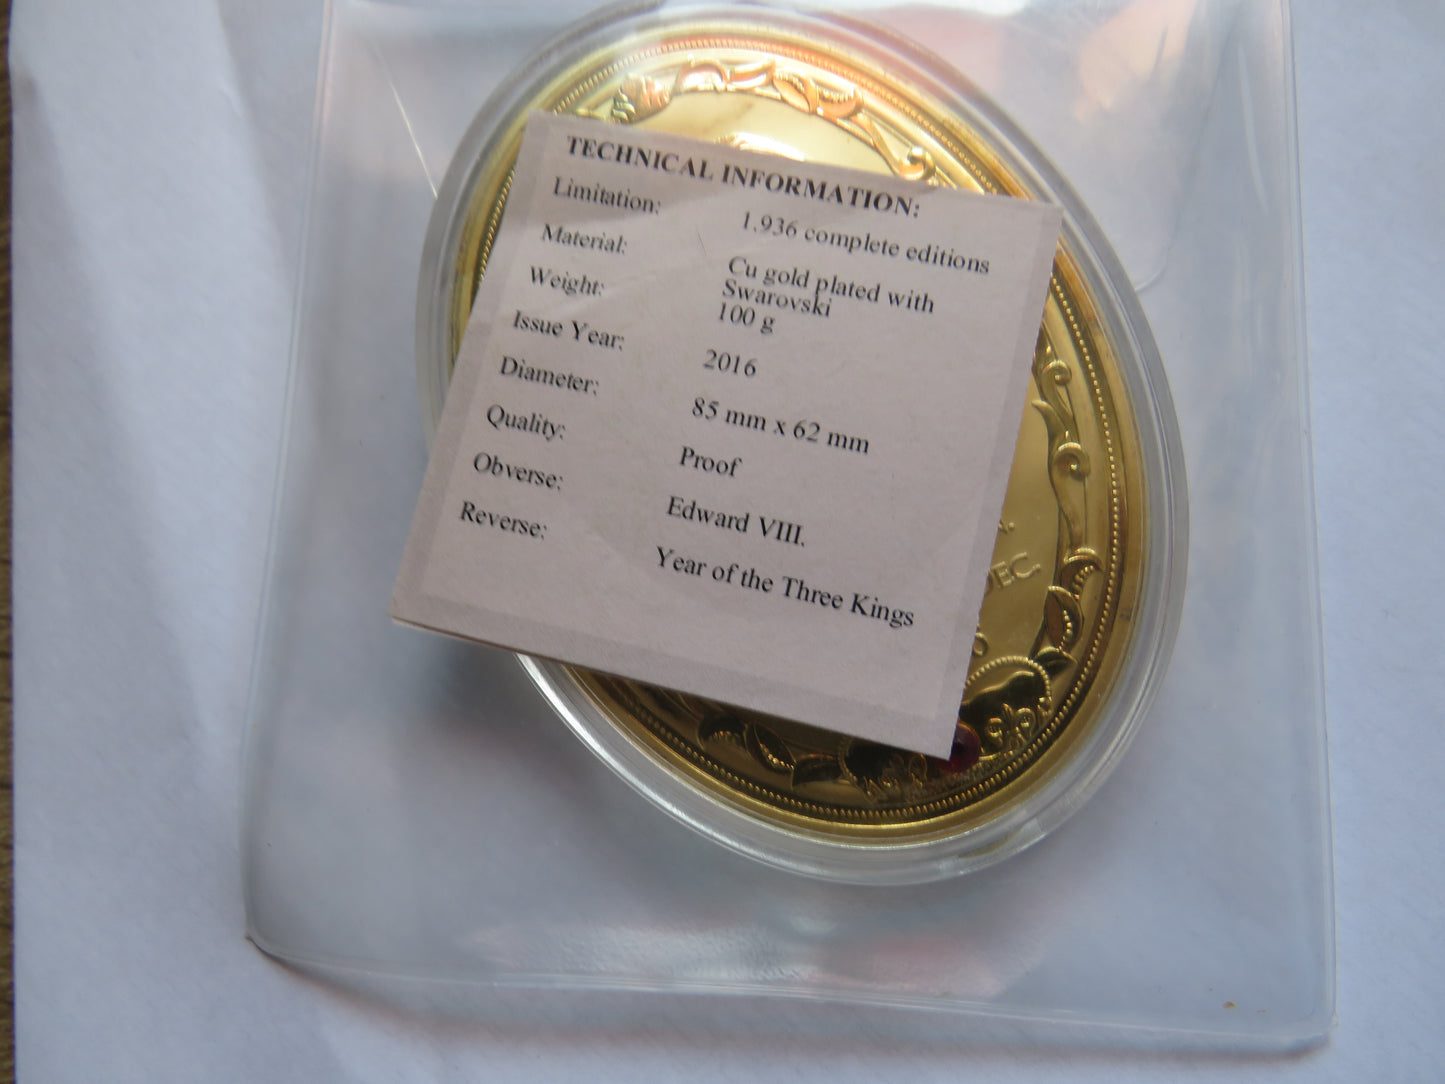 TECHNICAL INFORMATION:
Limitation: 1.936 complete editions
Material: Cu gold plated with
Swarovski
Weight: 100 g
Issue Year: 2016
Diameter: 85 mm x 62 mm
Quality: Proof
Obverse: Edward VIII.
Reverse: Year of the Three Kings
DEC.